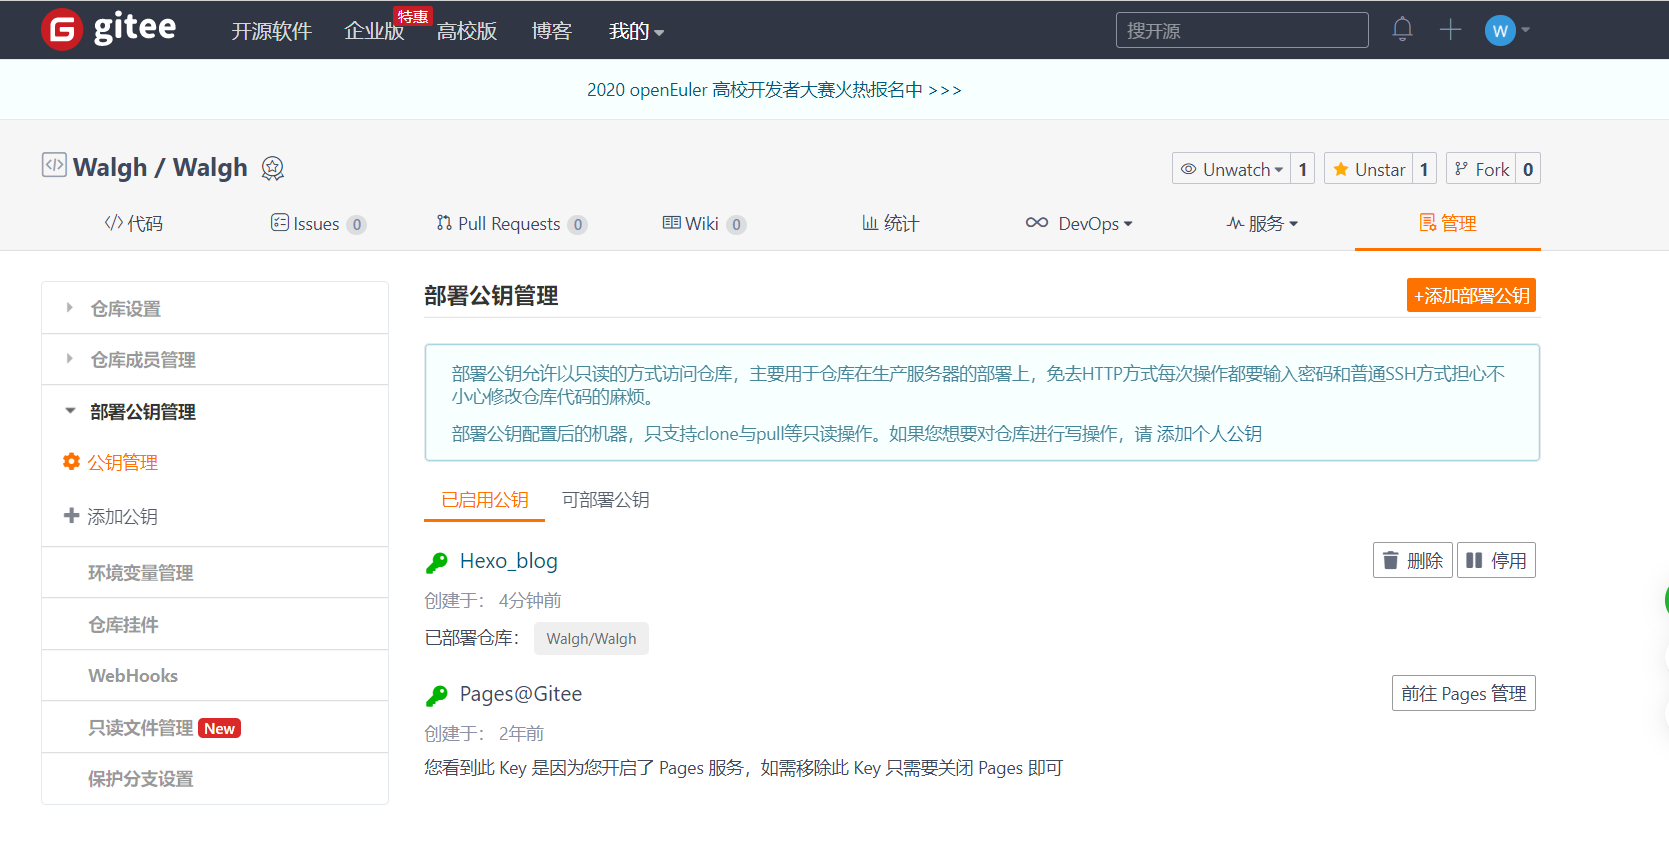 gitee
开源软件 企业版 特惠 高校版 博客 我的 搜开源 W
2020 openEuler 高校开发者大赛火热报名中 >>>
Walgh / Walgh Unwatch 1 Unstar 1 Fork 0
代码 Issues 0 Pull Requests 0 Wiki 0 统计 DevOps 服务 管理
仓库设置
仓库成员管理
部署公钥管理
公钥管理
添加公钥
环境变量管理
仓库挂件
WebHooks
只读文件管理 New
保护分支设置
部署公钥管理 +添加部署公钥
部署公钥允许以只读的方式访问仓库，主要用于仓库在生产服务器的部署上，免去HTTP方式每次操作都要输入密码和普通SSH方式担心不
小心修改仓库代码的麻烦。
部署公钥配置后的机器，只支持clone与pull等只读操作。如果您想要对仓库进行写操作，请 添加个人公钥
已启用公钥 可部署公钥
Hexo_blog 删除 停用
创建于： 4分钟前
已部署仓库： Walgh/Walgh
Pages@Gitee 前往 Pages 管理
创建于： 2年前
您看到此 Key 是因为您开启了 Pages 服务，如需移除此 Key 只需要关闭 Pages 即可